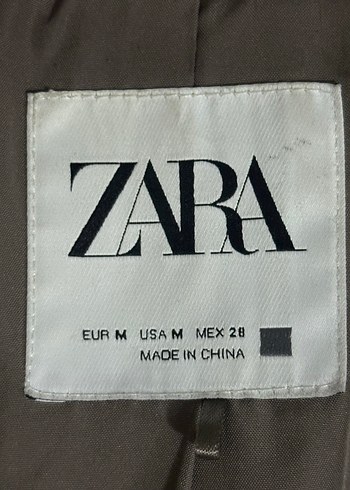 ZARA
EUR M USA M MEX 28
MADE IN CHINA